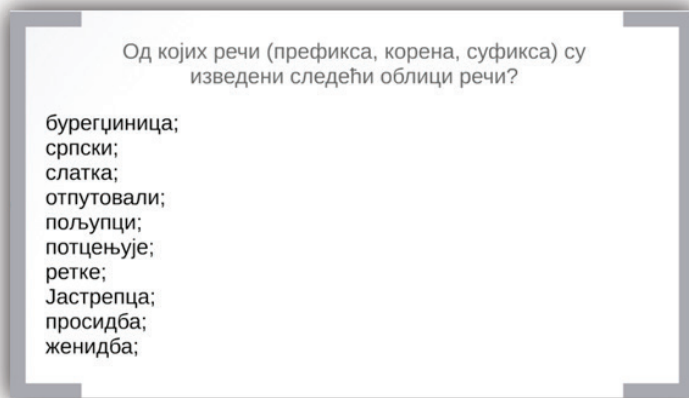 Од којих речи (префикса, корена, суфикса) су
изведени следећи облици речи?
бурегџиница;
српски;
слатка;
отпутовали;
пољупци;
потцењује;
ретке;
Јастрепца;
просидба;
женидба;